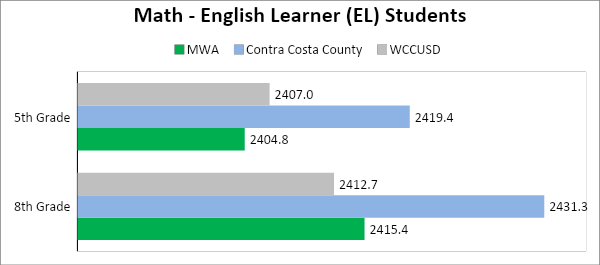 Math - English Learner (EL) Students
MWA Contra Costa County WCCUSD
5th Grade
2407.0
2419.4
2404.8
8th Grade
2412.7
2431.3
2415.4